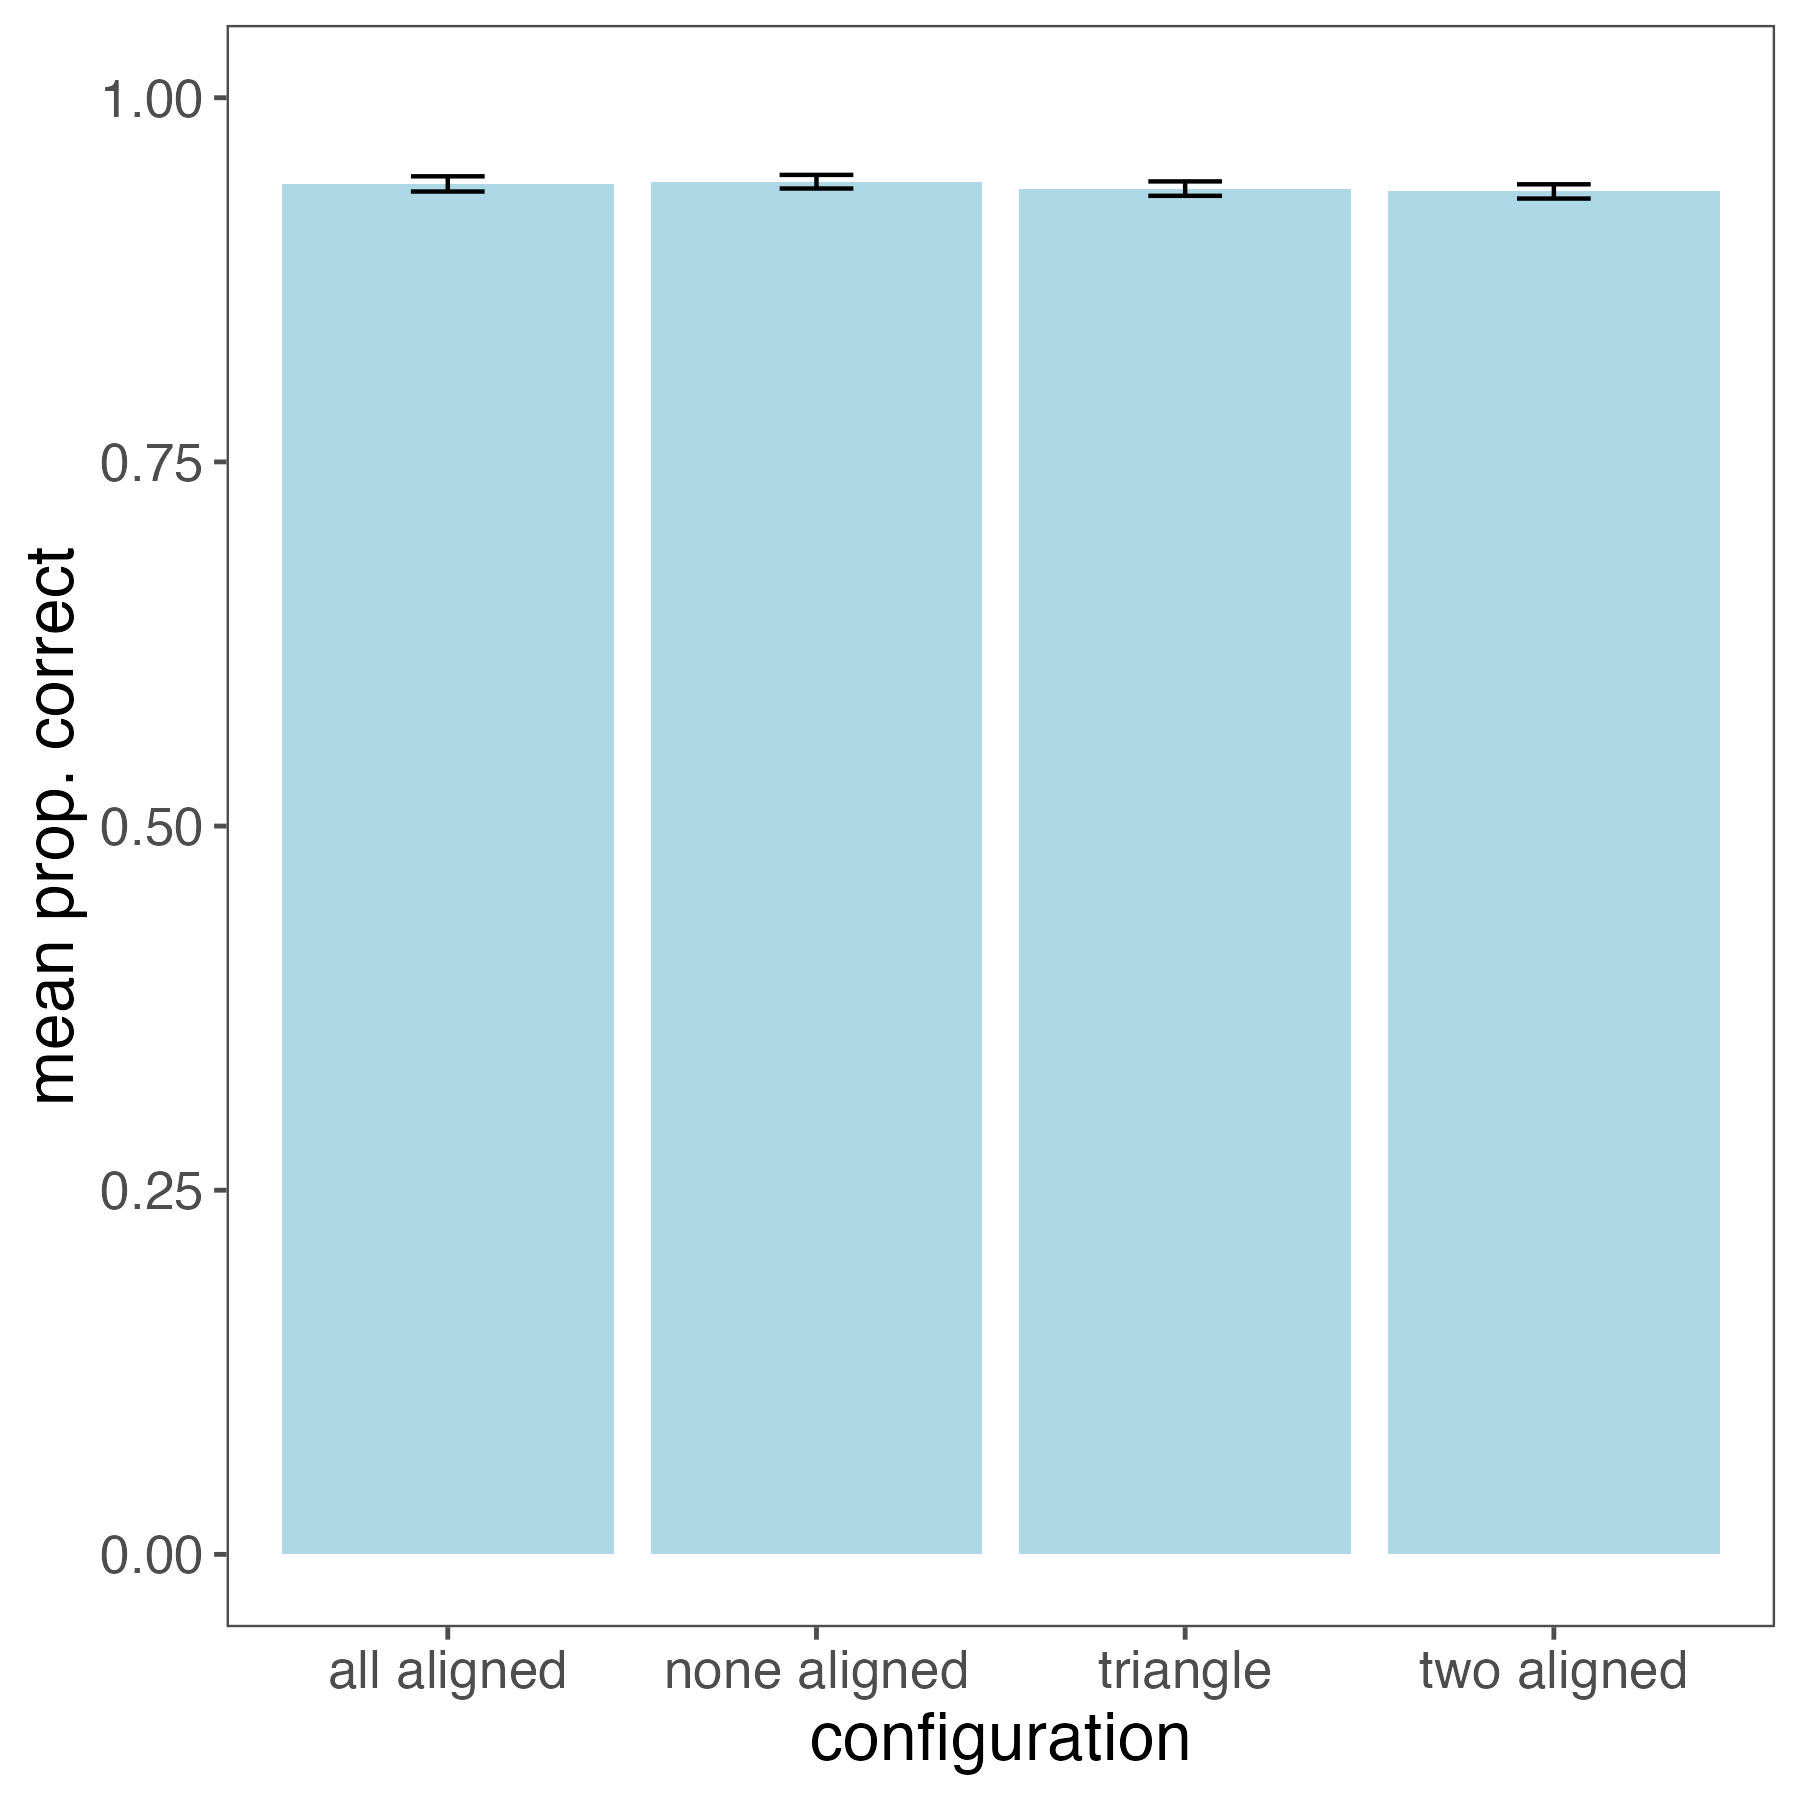 mean prop. correct
1.00
0.75
0.50
0.25
0.00
all aligned
none aligned
triangle
two aligned
configuration